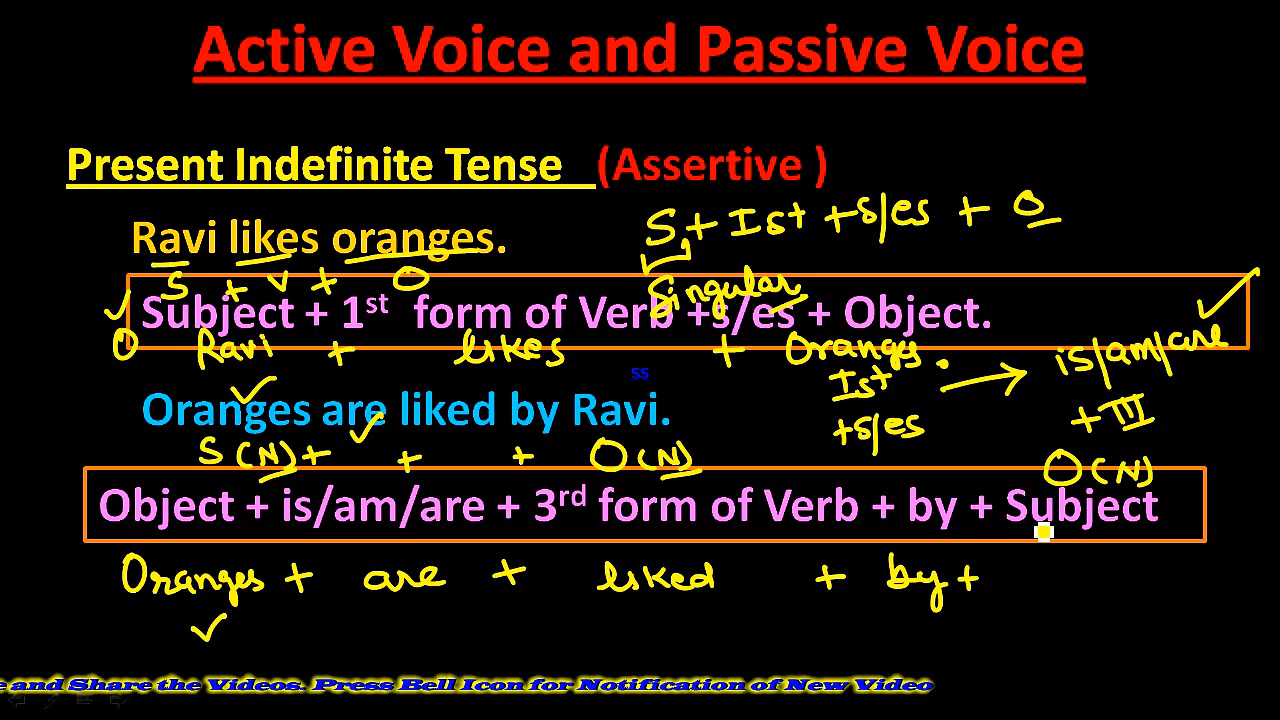 Active Voice and Passive Voice
Present Indefinite Tense (Assertive )
S + Ist + s/es + O
Ravi likes oranges.
S + V + O
Singular
Subject + 1st form of Verb +s/es + Object.
O Ravi + likes + Oranges.
is/am/are
Ist
+ III
ss
Oranges are liked by Ravi.
+s/es
S (N) + + + O (N)
O (N)
Object + is/am/are + 3rd form of Verb + by + Subject
Oranges + are + liked + by +
and Share the Videos. Press Bell Icon for Notification of New Video